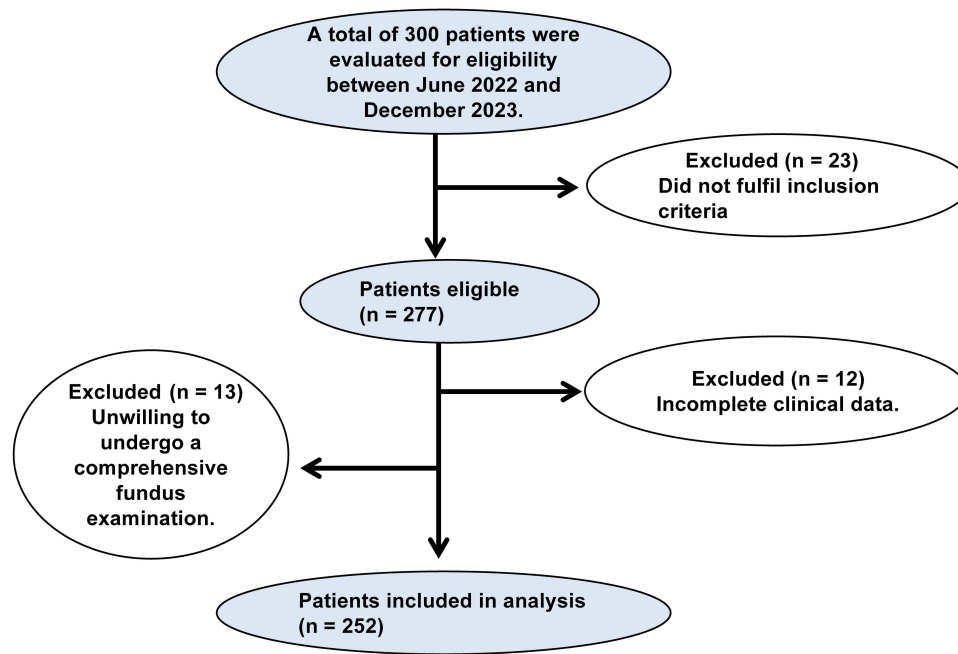 A total of 300 patients were
evaluated for eligibility
between June 2022 and
December 2023.
Excluded (n = 23)
Did not fulfil inclusion
criteria
Patients eligible
(n = 277)
Excluded (n = 12)
Incomplete clinical data.
Excluded (n = 13)
Unwilling to
undergo a
comprehensive
fundus
examination.
Patients included in analysis
(n = 252)